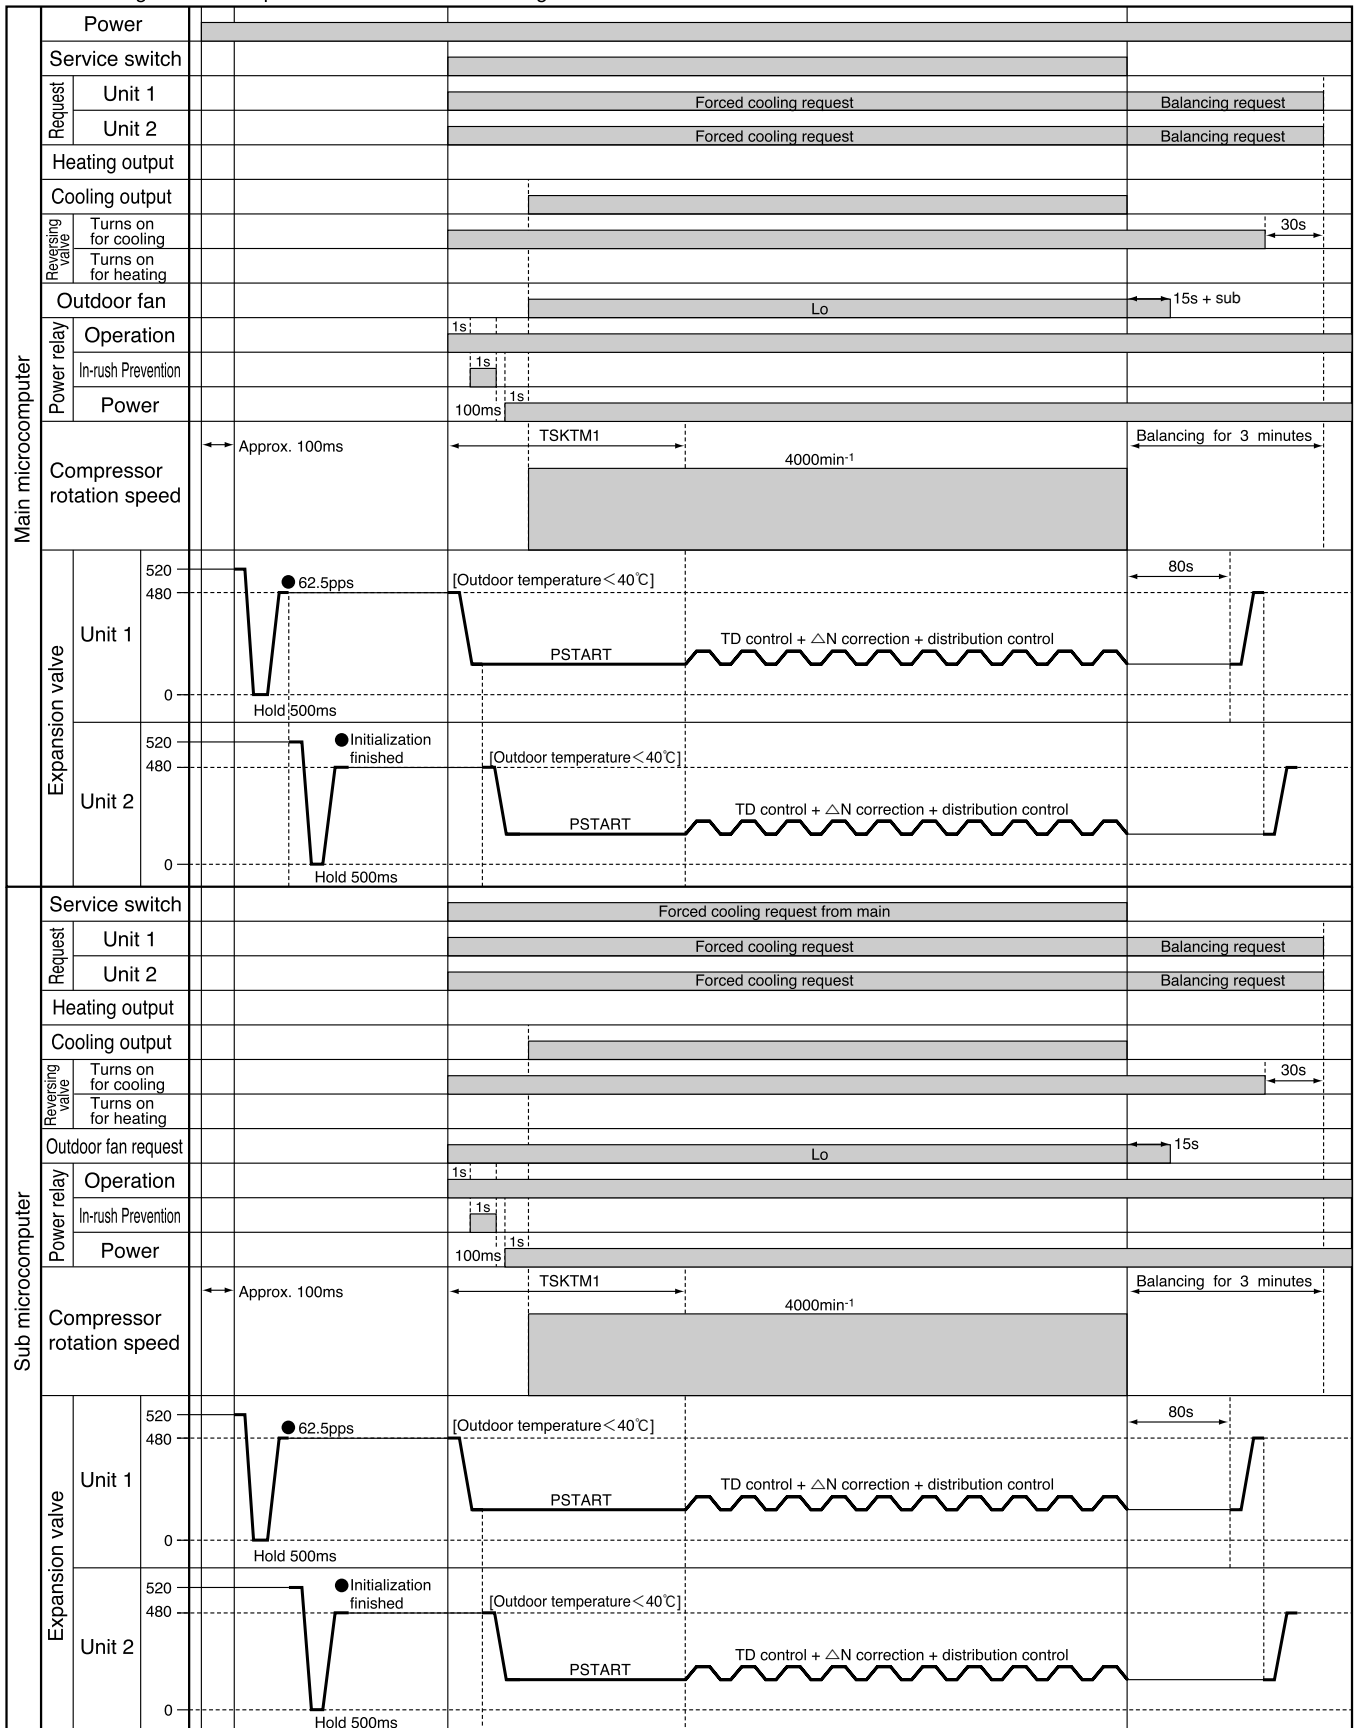 Main microcomputer
Power
Service switch
Request
Unit 1
Forced cooling request
Balancing request
Unit 2
Forced cooling request
Balancing request
Heating output
Cooling output
Reversing valve
Turns on
for cooling
30s
Turns on
for heating
Outdoor fan
Lo
15s + sub
Power relay
1s
Operation
In-rush Prevention
1s
Power
100ms
1s
Compressor
rotation speed
Approx. 100ms
TSKTM1
4000min-1
Balancing for 3 minutes
Expansion valve
Unit 1
520
480
0
●62.5pps
Hold 500ms
[Outdoor temperature<40℃]
PSTART
TD control + △N correction + distribution control
80s
Unit 2
520
480
0
●Initialization
finished
Hold 500ms
[Outdoor temperature<40℃]
PSTART
TD control + △N correction + distribution control
Sub microcomputer
Service switch
Forced cooling request from main
Request
Unit 1
Forced cooling request
Balancing request
Unit 2
Forced cooling request
Balancing request
Heating output
Cooling output
Reversing valve
Turns on
for cooling
30s
Turns on
for heating
Outdoor fan request
Lo
15s
Power relay
1s
Operation
In-rush Prevention
1s
Power
100ms
1s
Compressor
rotation speed
Approx. 100ms
TSKTM1
4000min-1
Balancing for 3 minutes
Expansion valve
Unit 1
520
480
0
●62.5pps
Hold 500ms
[Outdoor temperature<40℃]
PSTART
TD control + △N correction + distribution control
80s
Unit 2
520
480
0
●Initialization
finished
Hold 500ms
[Outdoor temperature<40℃]
PSTART
TD control + △N correction + distribution control